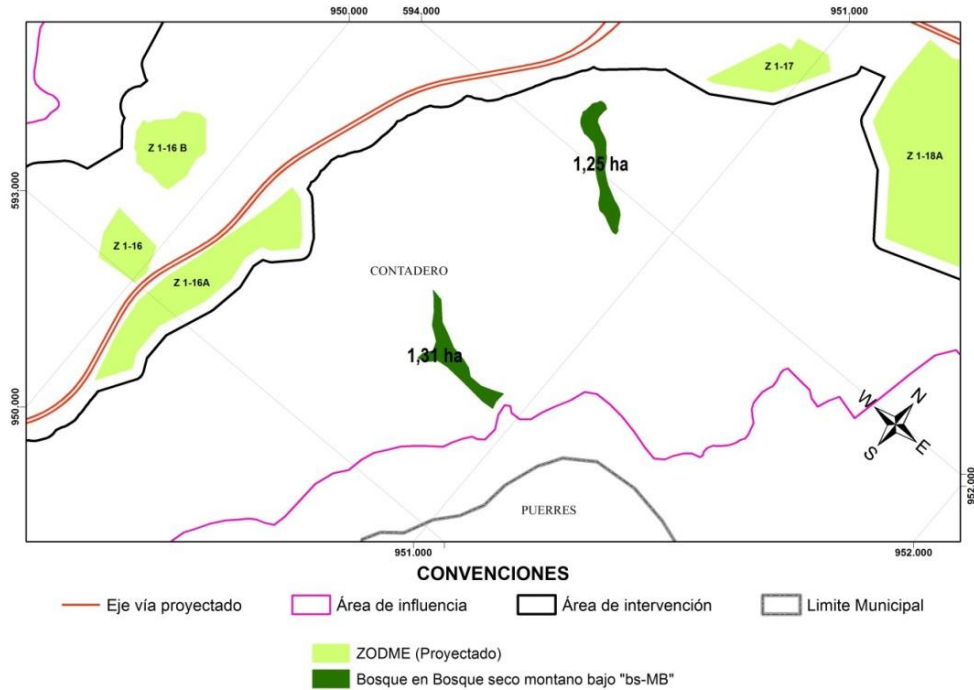 950.000
594.000
951.000
Z 1-17
Z 1-16 B
1,25 ha
Z 1-18A
593.000
Z 1-16
CONTADERO
Z 1-16A
1,31 ha
950.000
W
N
S
E
952.000
PUERRES
951.000
952.000
CONVENCIONES
Eje vía proyectado
Área de influencia
Área de intervención
Limite Municipal
ZODME (Proyectado)
Bosque en Bosque seco montano bajo "bs-MB"